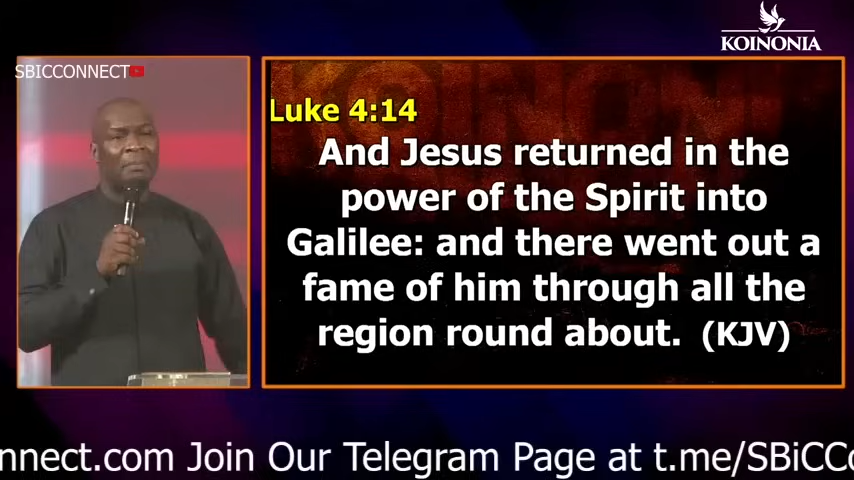 KOINONIA
SBICCONNECT
Luke 4:14
And Jesus returned in the
power of the Spirit into
Galilee: and there went out a
fame of him through all the
region round about. (KJV)
nnect.com Join Our Telegram Page at t.me/SBiCCo